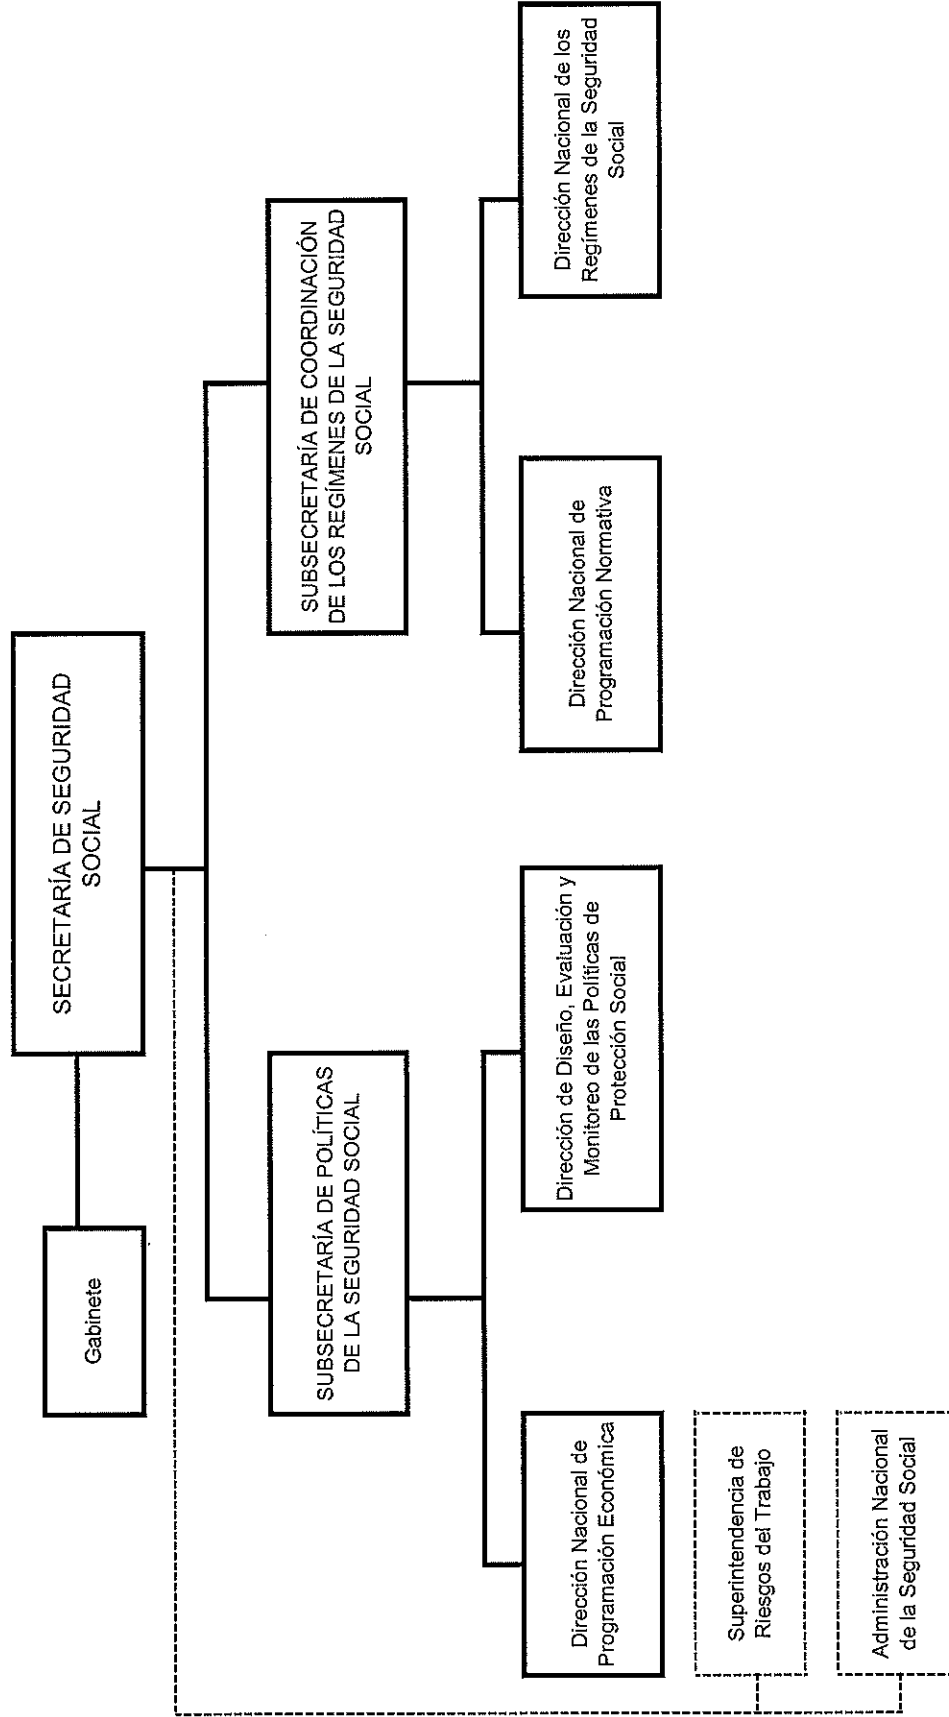 SECRETARÍA DE SEGURIDAD
SOCIAL
Gabinete
SUBSECRETARÍA DE POLÍTICAS
DE LA SEGURIDAD SOCIAL
SUBSECRETARÍA DE COORDINACIÓN
DE LOS REGÍMENES DE LA SEGURIDAD
SOCIAL
Dirección Nacional de
Programación Económica
Dirección de Diseño, Evaluación y
Monitoreo de las Políticas de
Protección Social
Dirección Nacional de
Programación Normativa
Dirección Nacional de los
Regímenes de la Seguridad
Social
Superintendencia de
Riesgos del Trabajo
Administración Nacional
de la Seguridad Social